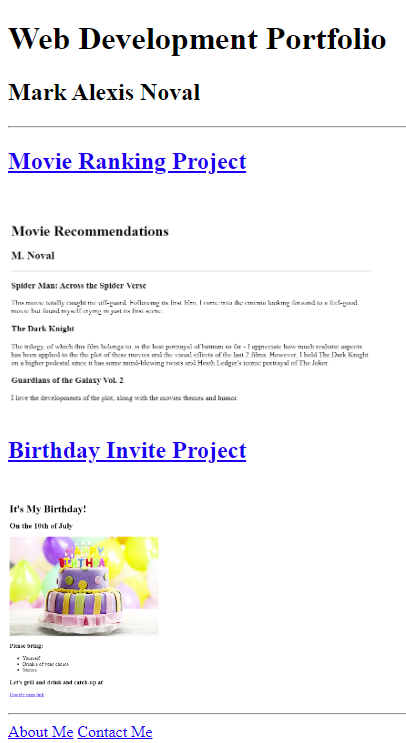 Web Development Portfolio
Mark Alexis Noval
Movie Ranking Project
Movie Recommendations
M. Noval
Spider Man: Across the Spider Verse
This movie totally caught me off-guard. Following its first film, I came into the cinema looking forward to a feel-good
movie but found myself crying in just its first scene.
The Dark Knight
The trilogy, of which this film belongs to, is the best portrayal of batman so far - I appreciate how much realistic aspects
has been applied to the the plot of these movies and the visual effects of the last 2 films. However, I hold The Dark Knight
on a higher pedestal since it has some mind-blowing twists and Heath Ledger's iconic portrayal of The Joker.
Guardians of the Galaxy Vol. 2
I love the developments of the plot, along with the movies themes and humor.
Birthday Invite Project
It's My Birthday!
On the 10th of July
HAPPY
BIRTHDAY
Please bring:
Yourself
Drink/s of your choice
Stories
Let's grill and drink and catch-up at
Google map link
About Me Contact Me